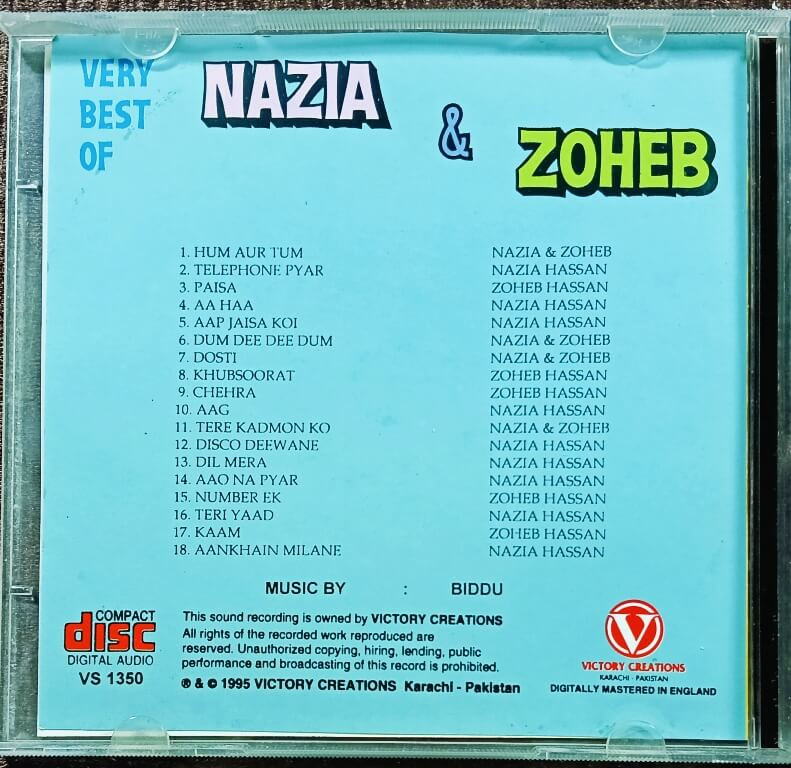 VERY
BEST
OF
NAZIA
&
ZOHEB
1. HUM AUR TUM NAZIA & ZOHEB
2. TELEPHONE PYAR NAZIA HASSAN
3. PAISA ZOHEB HASSAN
4. AA HAA NAZIA HASSAN
5. AAP JAISA KOI NAZIA HASSAN
6. DUM DEE DEE DUM NAZIA & ZOHEB
7. DOSTI NAZIA & ZOHEB
8. KHUBSOORAT ZOHEB HASSAN
9. CHEHRA ZOHEB HASSAN
10. AAG NAZIA HASSAN
11. TERE KADMON KO NAZIA & ZOHEB
12. DISCO DEEWANE NAZIA HASSAN
13. DIL MERA NAZIA HASSAN
14. AAO NA PYAR NAZIA HASSAN
15. NUMBER EK ZOHEB HASSAN
16. TERI YAAD NAZIA HASSAN
17. KAAM ZOHEB HASSAN
18. AANKHAIN MILANE NAZIA HASSAN
MUSIC BY : BIDDU
COMPACT
disc
DIGITAL AUDIO
VS 1350
This sound recording is owned by VICTORY CREATIONS
All rights of the recorded work reproduced are
reserved. Unauthorized copying, hiring, lending, public
performance and broadcasting of this record is prohibited.
℗ & © 1995 VICTORY CREATIONS Karachi - Pakistan
V
VICTORY CREATIONS
KARACHI - PAKISTAN
DIGITALLY MASTERED IN ENGLAND